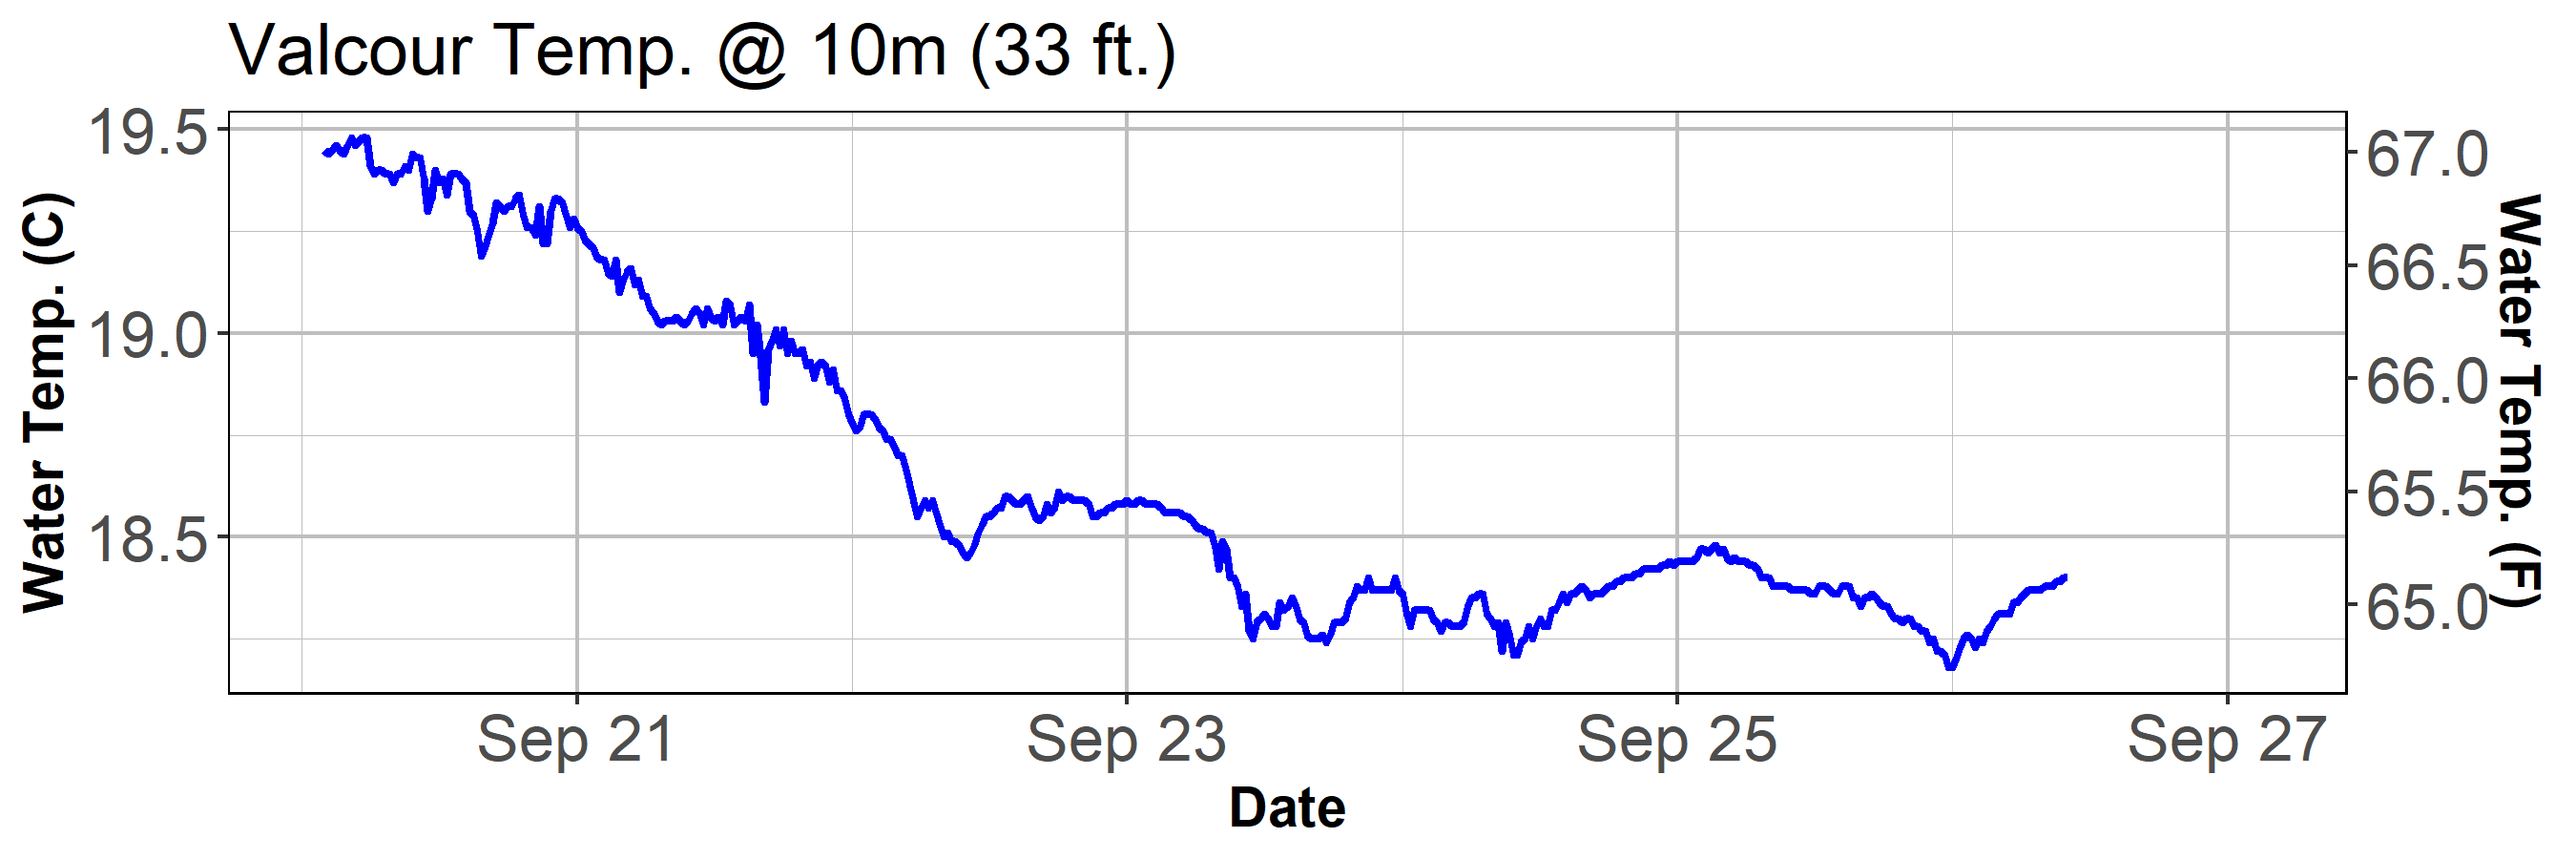 Valcour Temp. @ 10m (33 ft.)
Water Temp. (C)
19.5
19.0
18.5
67.0
66.5
66.0
65.5
65.0
Water Temp. (F)
Sep 21
Sep 23
Sep 25
Sep 27
Date